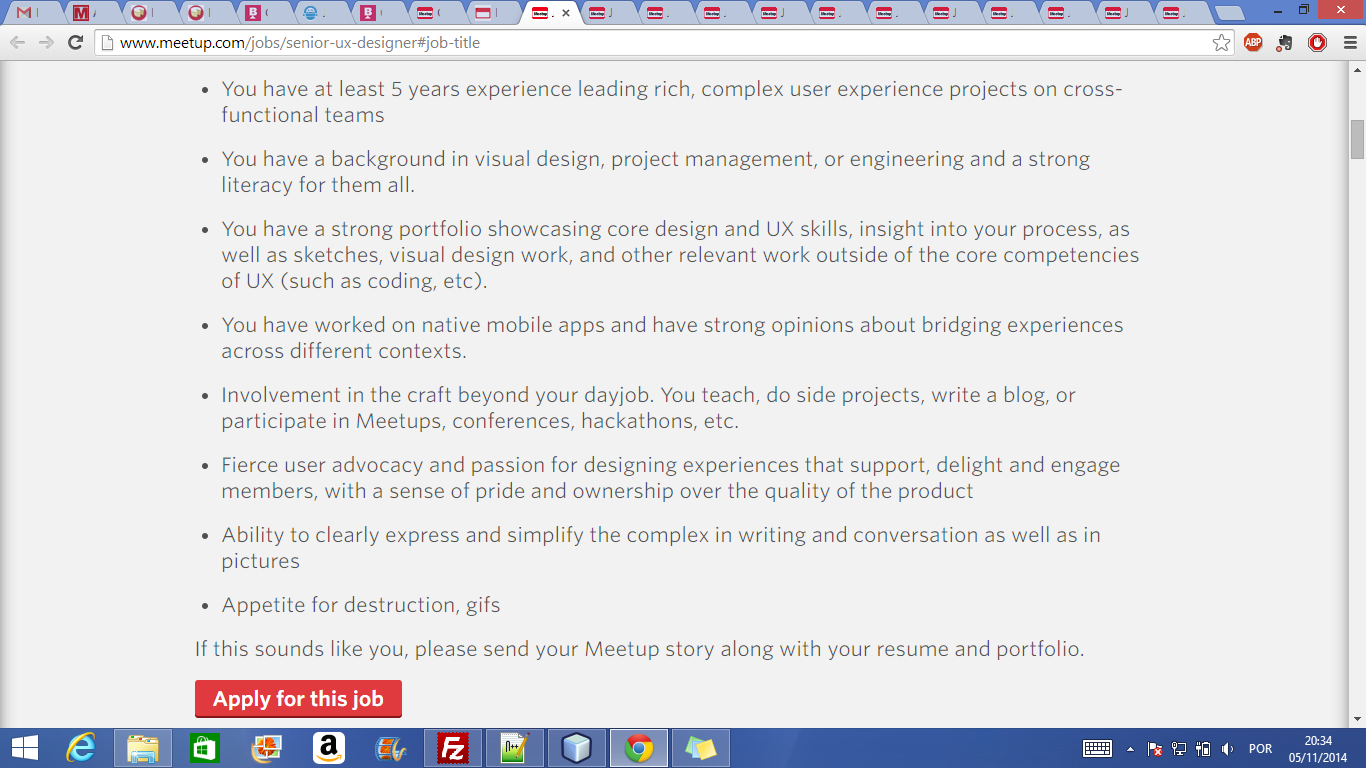 www.meetup.com/jobs/senior-ux-designer#job-title
ABP
• You have at least 5 years experience leading rich, complex user experience projects on cross-
functional teams
• You have a background in visual design, project management, or engineering and a strong
literacy for them all.
• You have a strong portfolio showcasing core design and UX skills, insight into your process, as
well as sketches, visual design work, and other relevant work outside of the core competencies
of UX (such as coding, etc).
• You have worked on native mobile apps and have strong opinions about bridging experiences
across different contexts.
• Involvement in the craft beyond your dayjob. You teach, do side projects, write a blog, or
participate in Meetups, conferences, hackathons, etc.
• Fierce user advocacy and passion for designing experiences that support, delight and engage
members, with a sense of pride and ownership over the quality of the product
• Ability to clearly express and simplify the complex in writing and conversation as well as in
pictures
• Appetite for destruction, gifs
If this sounds like you, please send your Meetup story along with your resume and portfolio.
Apply for this job
POR
20:34
05/11/2014